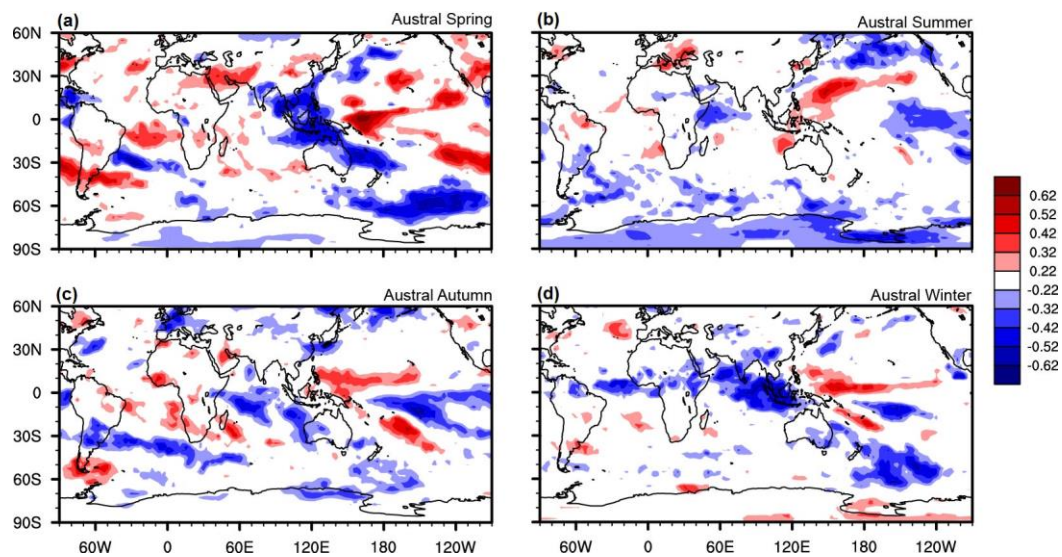 (a) Austral Spring
(b) Austral Summer
60N
30N
0
30S
60S
90S
(c) Austral Autumn
(d) Austral Winter
60N
30N
0
30S
60S
90S
60W 0 60E 120E 180 120W
60W 0 60E 120E 180 120W
0.62
0.52
0.42
0.32
0.22
-0.22
-0.32
-0.42
-0.52
-0.62